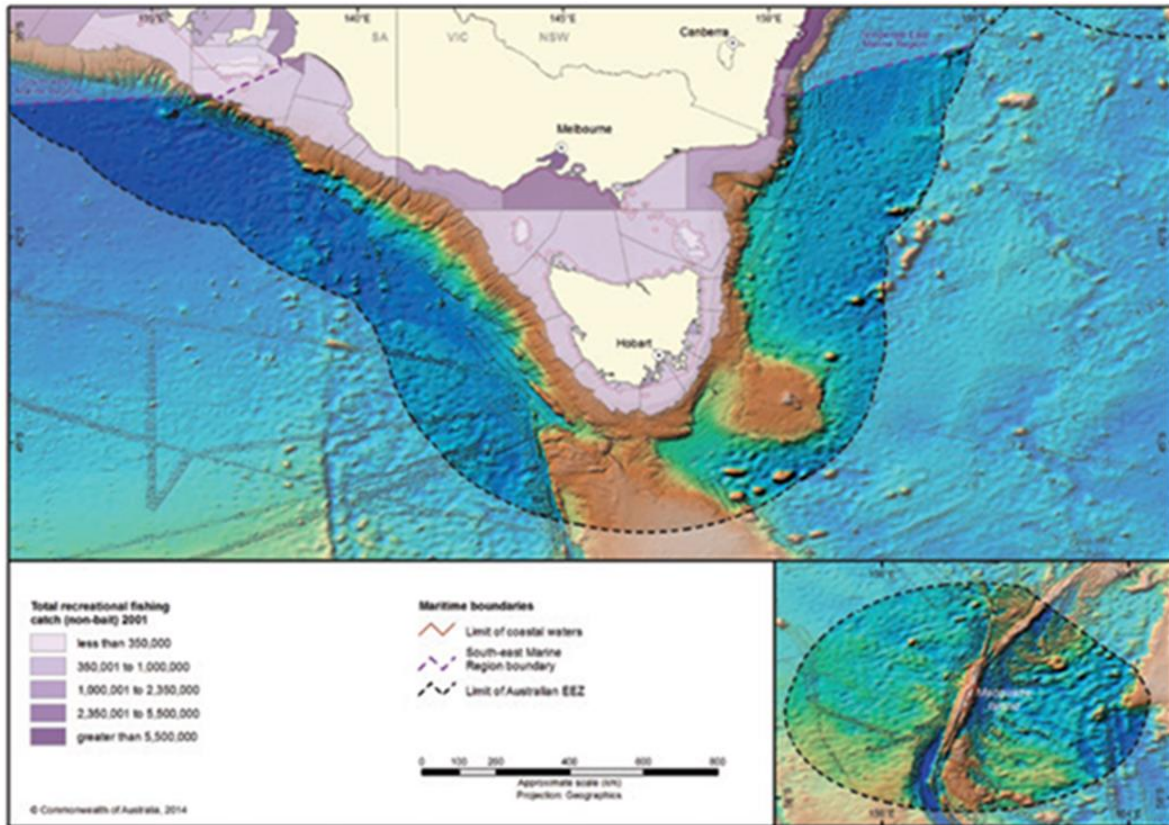 140°E
145°E
150°E
SA
VIC
NSW
Canberra
Marine Region
Melbourne
Hobart
Total recreational fishing
catch (non-bait) 2001
less than 350,000
350,001 to 1,000,000
1,000,001 to 2,350,000
2,350,001 to 5,500,000
greater than 5,500,000
Maritime boundaries
Limit of coastal waters
South-east Marine
Region boundary
Limit of Australian EEZ
0 100 200 400 600 800
Approximate scale (km)
Projection: Geographics
© Commonwealth of Australia, 2014